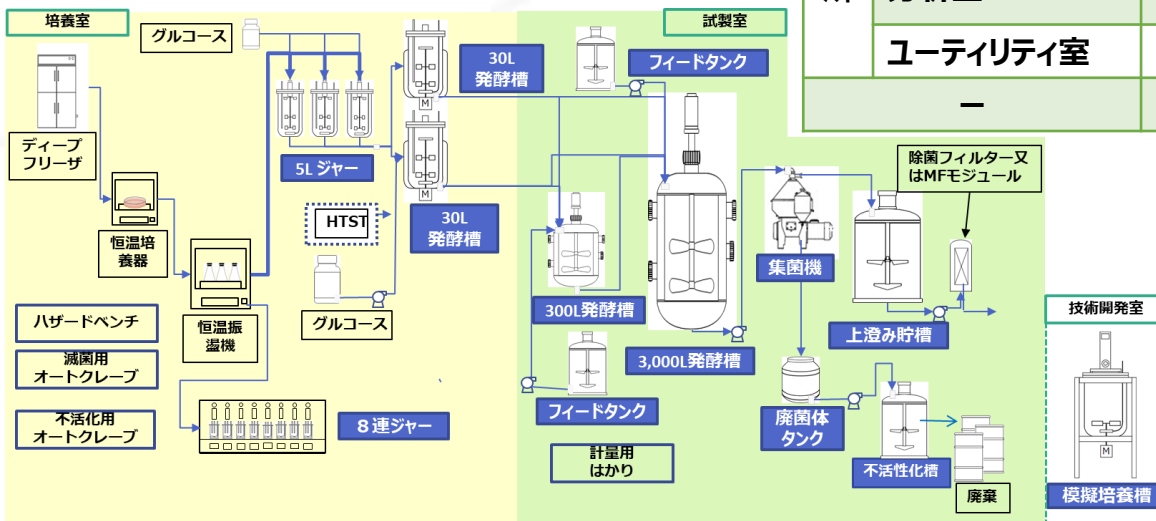 培養室
グルコース
ディープ
フリーザ
恒温培
養器
恒温振
盪機
5L ジャー
30L
発酵槽
30L
発酵槽
HTST
グルコース
ハザードベンチ
滅菌用
オートクレーブ
不活化用
オートクレーブ
8連ジャー
M
M
試製室
フィードタンク
300L発酵槽
3,000L発酵槽
フィードタンク
計量用
はかり
集菌機
廃菌体
タンク
不活性化槽
廃棄
上澄み貯槽
除菌フィルター又
はMFモジュール
ユーティリティ室
－
技術開発室
M
模擬培養槽